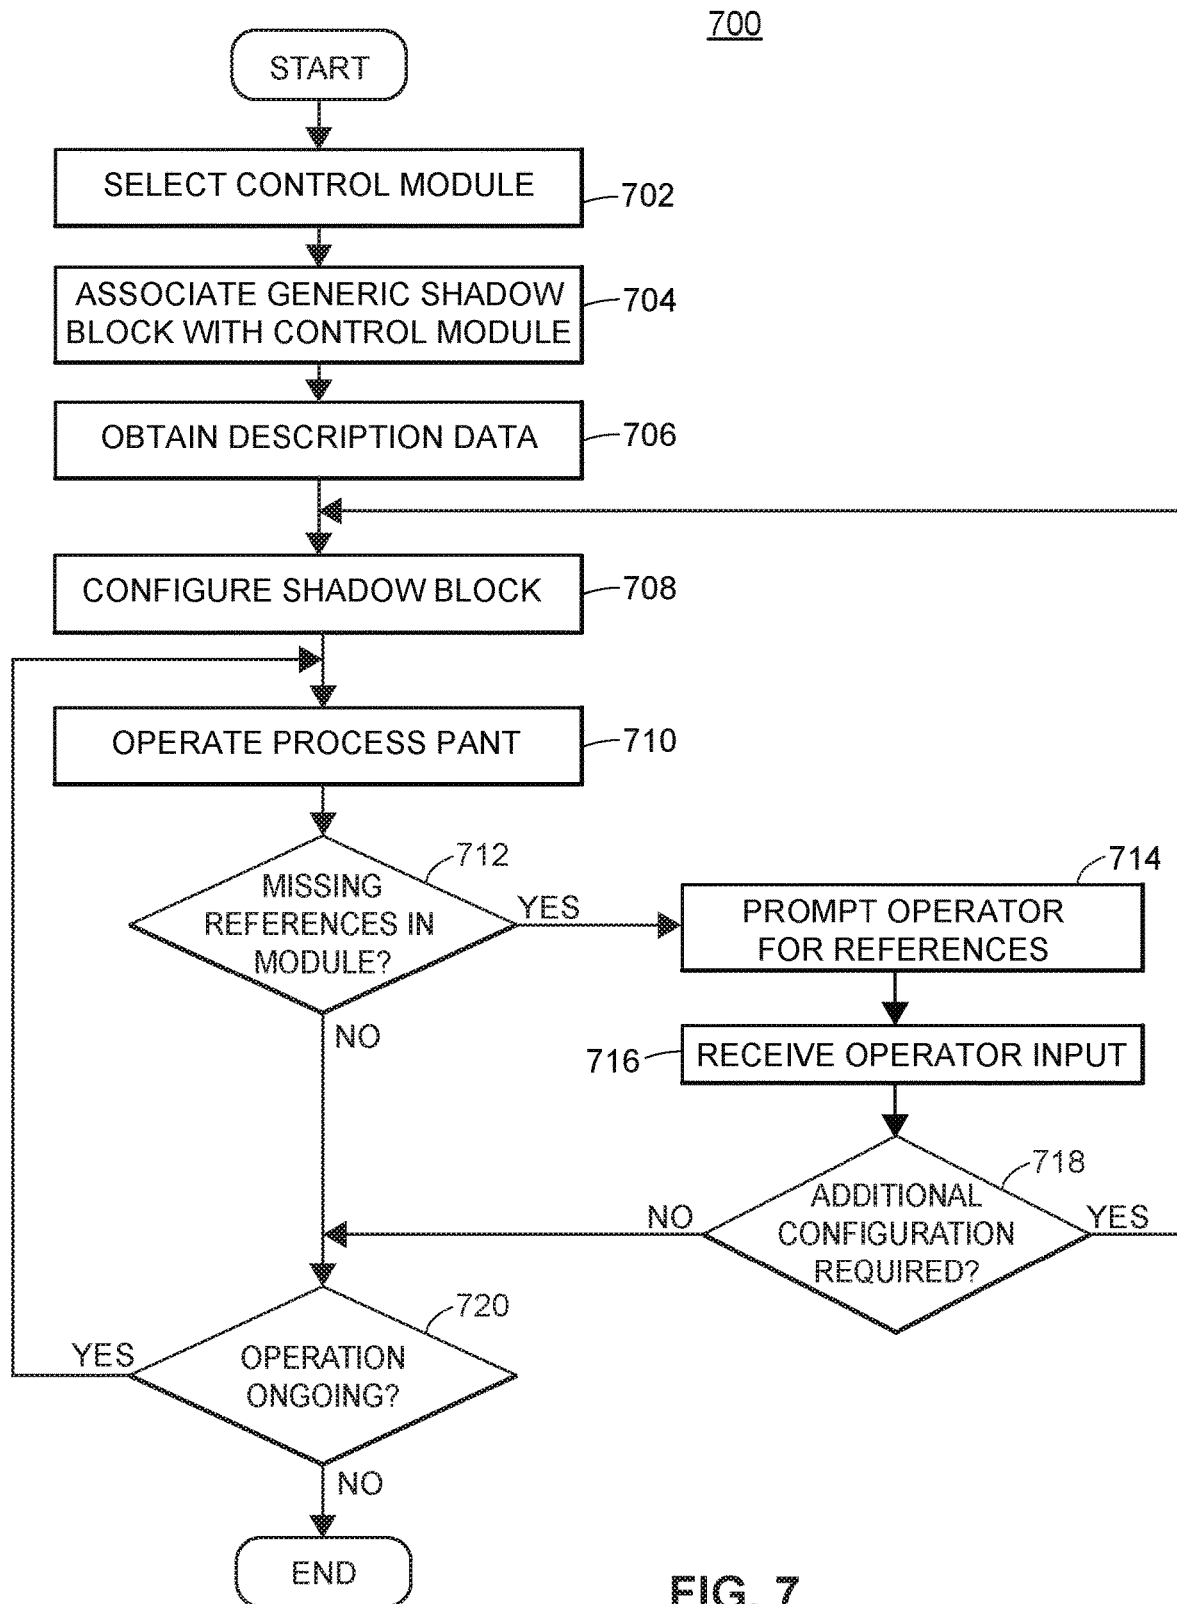 700
START
SELECT CONTROL MODULE
702
ASSOCIATE GENERIC SHADOW
BLOCK WITH CONTROL MODULE
704
OBTAIN DESCRIPTION DATA
706
CONFIGURE SHADOW BLOCK
708
OPERATE PROCESS PANT
710
712
MISSING
REFERENCES IN
MODULE?
YES
NO
714
PROMPT OPERATOR
FOR REFERENCES
716
RECEIVE OPERATOR INPUT
718
ADDITIONAL
CONFIGURATION
REQUIRED?
NO
YES
720
OPERATION
ONGOING?
YES
NO
END
FIG. 7